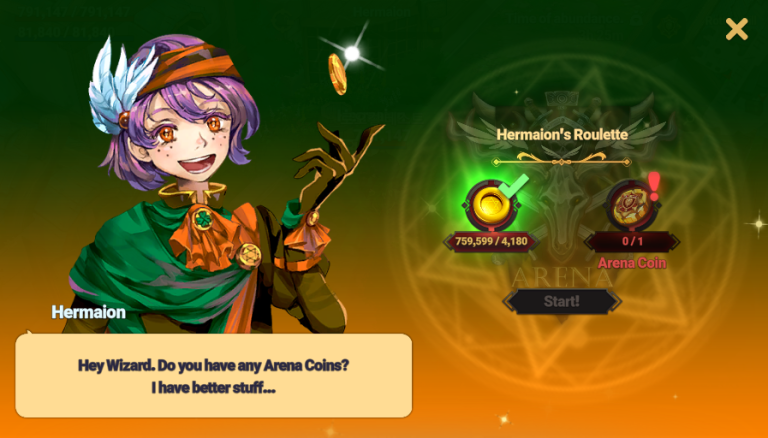 Hermaion's Roulette
759,599 / 4,180
0 / 1
Arena Coin
ARENA
Start!
Hermaion
Hey Wizard. Do you have any Arena Coins?
I have better stuff...